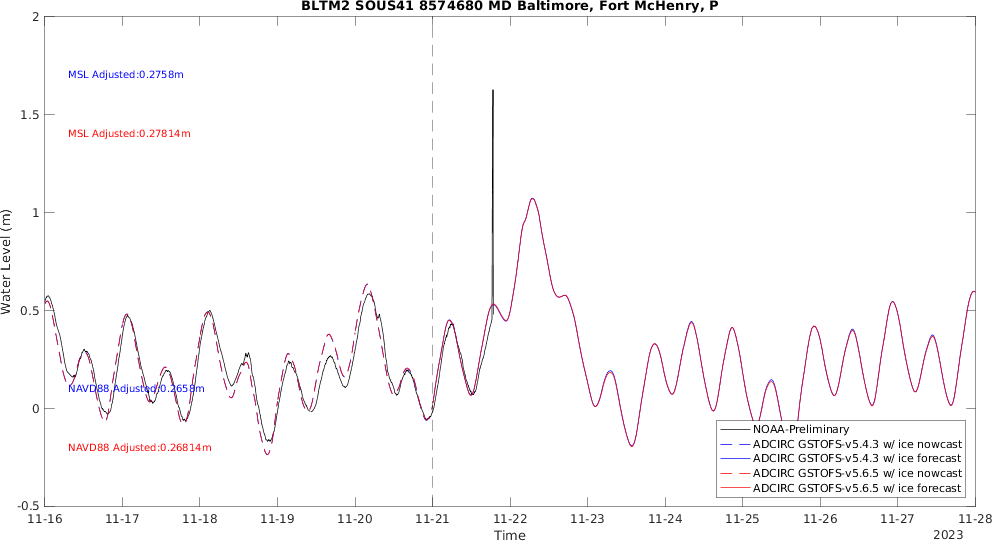 BLTM2 SOUS41 8574680 MD Baltimore, Fort McHenry, P
2
1.5
1
0.5
0
-0.5
Water Level (m)
MSL Adjusted:0.2758m
MSL Adjusted:0.27814m
NAVD88 Adjusted:0.2658m
NAVD88 Adjusted:0.26814m
NOAA-Preliminary
ADCIRC GSTOFS-v5.4.3 w/ ice nowcast
ADCIRC GSTOFS-v5.4.3 w/ ice forecast
ADCIRC GSTOFS-v5.6.5 w/ ice nowcast
ADCIRC GSTOFS-v5.6.5 w/ ice forecast
11-16 11-17 11-18 11-19 11-20 11-21 11-22 11-23 11-24 11-25 11-26 11-27 11-28
Time
2023